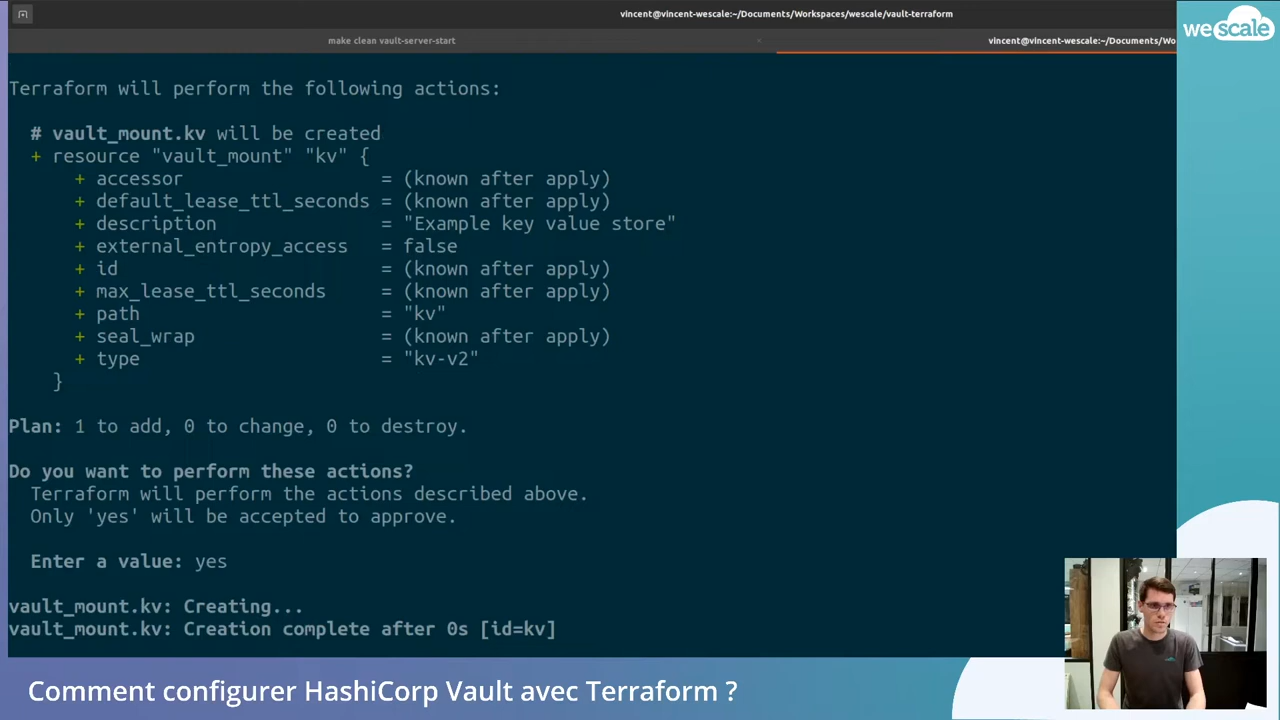 vincent@vincent-wescale:~/Documents/Workspaces/wescale/vault-terraform
make clean vault-server-start
×
vincent@vincent-wescale:~/Documents/Wo
we scale
Terraform will perform the following actions:
# vault_mount.kv will be created
+ resource "vault_mount" "kv" {
+ accessor = (known after apply)
+ default_lease_ttl_seconds = (known after apply)
+ description = "Example key value store"
+ external_entropy_access = false
+ id = (known after apply)
+ max_lease_ttl_seconds = (known after apply)
+ path = "kv"
+ seal_wrap = (known after apply)
+ type = "kv-v2"
}
Plan: 1 to add, 0 to change, 0 to destroy.
Do you want to perform these actions?
Terraform will perform the actions described above.
Only 'yes' will be accepted to approve.
Enter a value: yes
vault_mount.kv: Creating...
vault_mount.kv: Creation complete after 0s [id=kv]
Comment configurer HashiCorp Vault avec Terraform ?